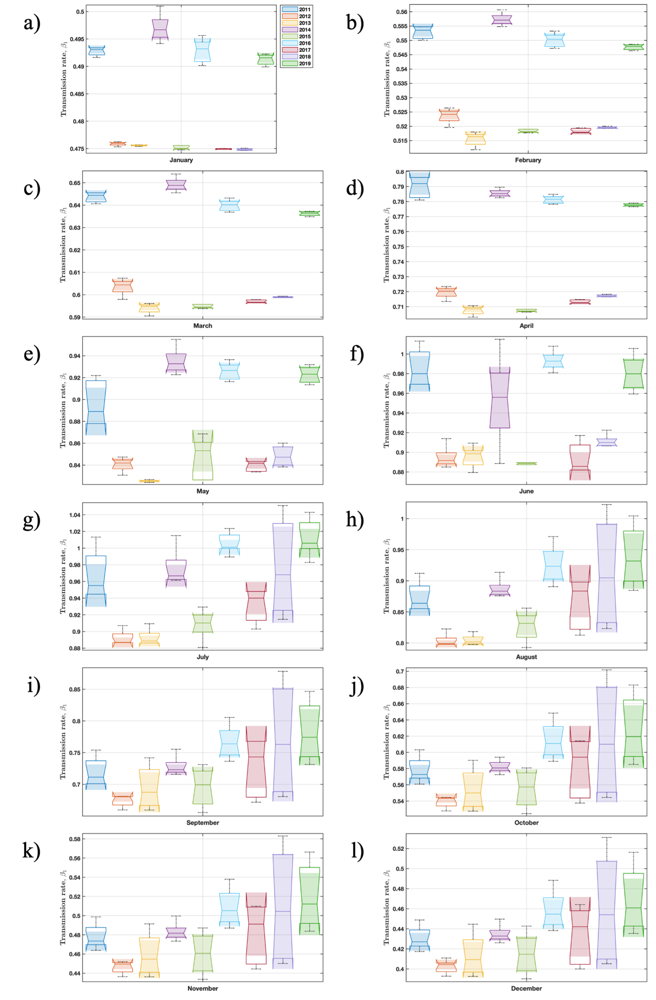 a)
0.5
0.495
0.49
0.485
0.48
0.475
Transmission rate, β₁
January
2011
2012
2013
2014
2015
2016
2017
2018
2019
b)
0.56
0.555
0.55
0.545
0.54
0.535
0.53
0.525
0.52
0.515
Transmission rate, β₁
February
c)
0.65
0.64
0.63
0.62
0.61
0.6
0.59
Transmission rate, β₁
March
d)
0.8
0.79
0.78
0.77
0.76
0.75
0.74
0.73
0.72
0.71
Transmission rate, β₁
April
e)
0.94
0.92
0.9
0.88
0.86
0.84
Transmission rate, β₁
May
f)
1
0.98
0.96
0.94
0.92
0.9
0.88
Transmission rate, β₁
June
g)
1.04
1.02
1
0.98
0.96
0.94
0.92
0.9
0.88
Transmission rate, β₁
July
h)
1
0.95
0.9
0.85
0.8
Transmission rate, β₁
August
i)
0.85
0.8
0.75
0.7
Transmission rate, β₁
September
j)
0.7
0.68
0.66
0.64
0.62
0.6
0.58
0.56
0.54
Transmission rate, β₁
October
k)
0.58
0.56
0.54
0.52
0.5
0.48
0.46
0.44
Transmission rate, β₁
November
l)
0.52
0.5
0.48
0.46
0.44
0.42
0.4
Transmission rate, β₁
December